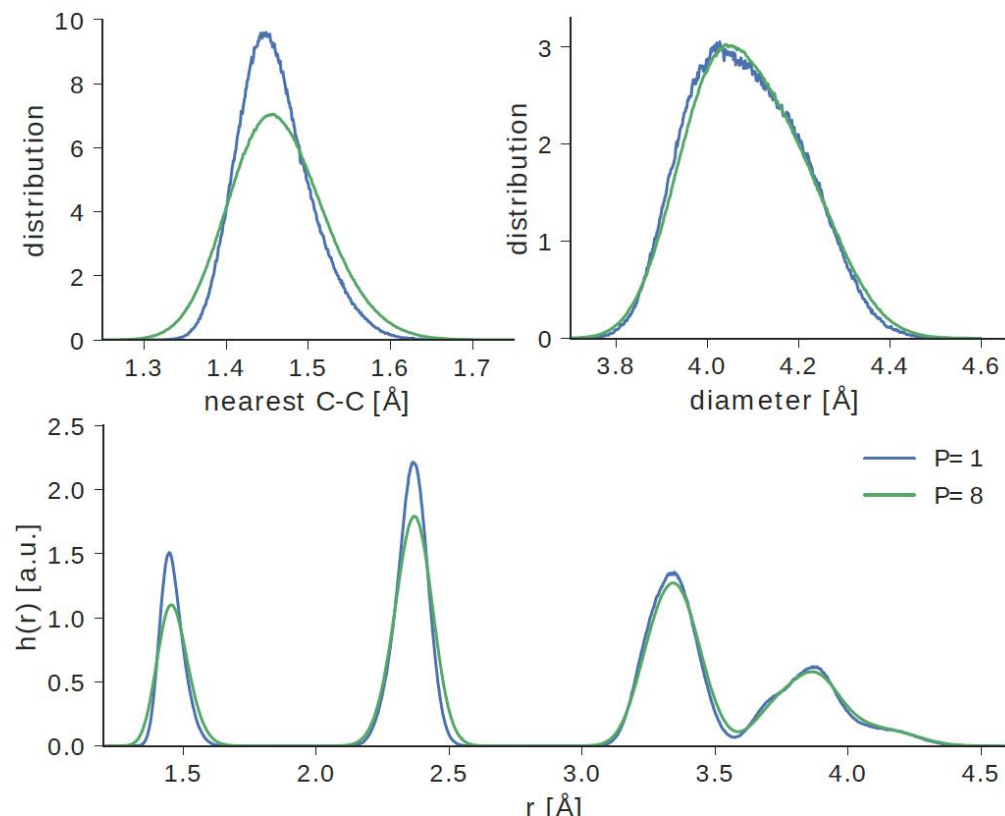 10
8
6
4
2
0
distribution
1.3 1.4 1.5 1.6 1.7
nearest C-C [Å]
3
2
1
0
distribution
3.8 4.0 4.2 4.4 4.6
diameter [Å]
2.5
2.0
1.5
1.0
0.5
0.0
h(r) [a.u.]
P= 1
P= 8
1.5 2.0 2.5 3.0 3.5 4.0 4.5
r [Å]